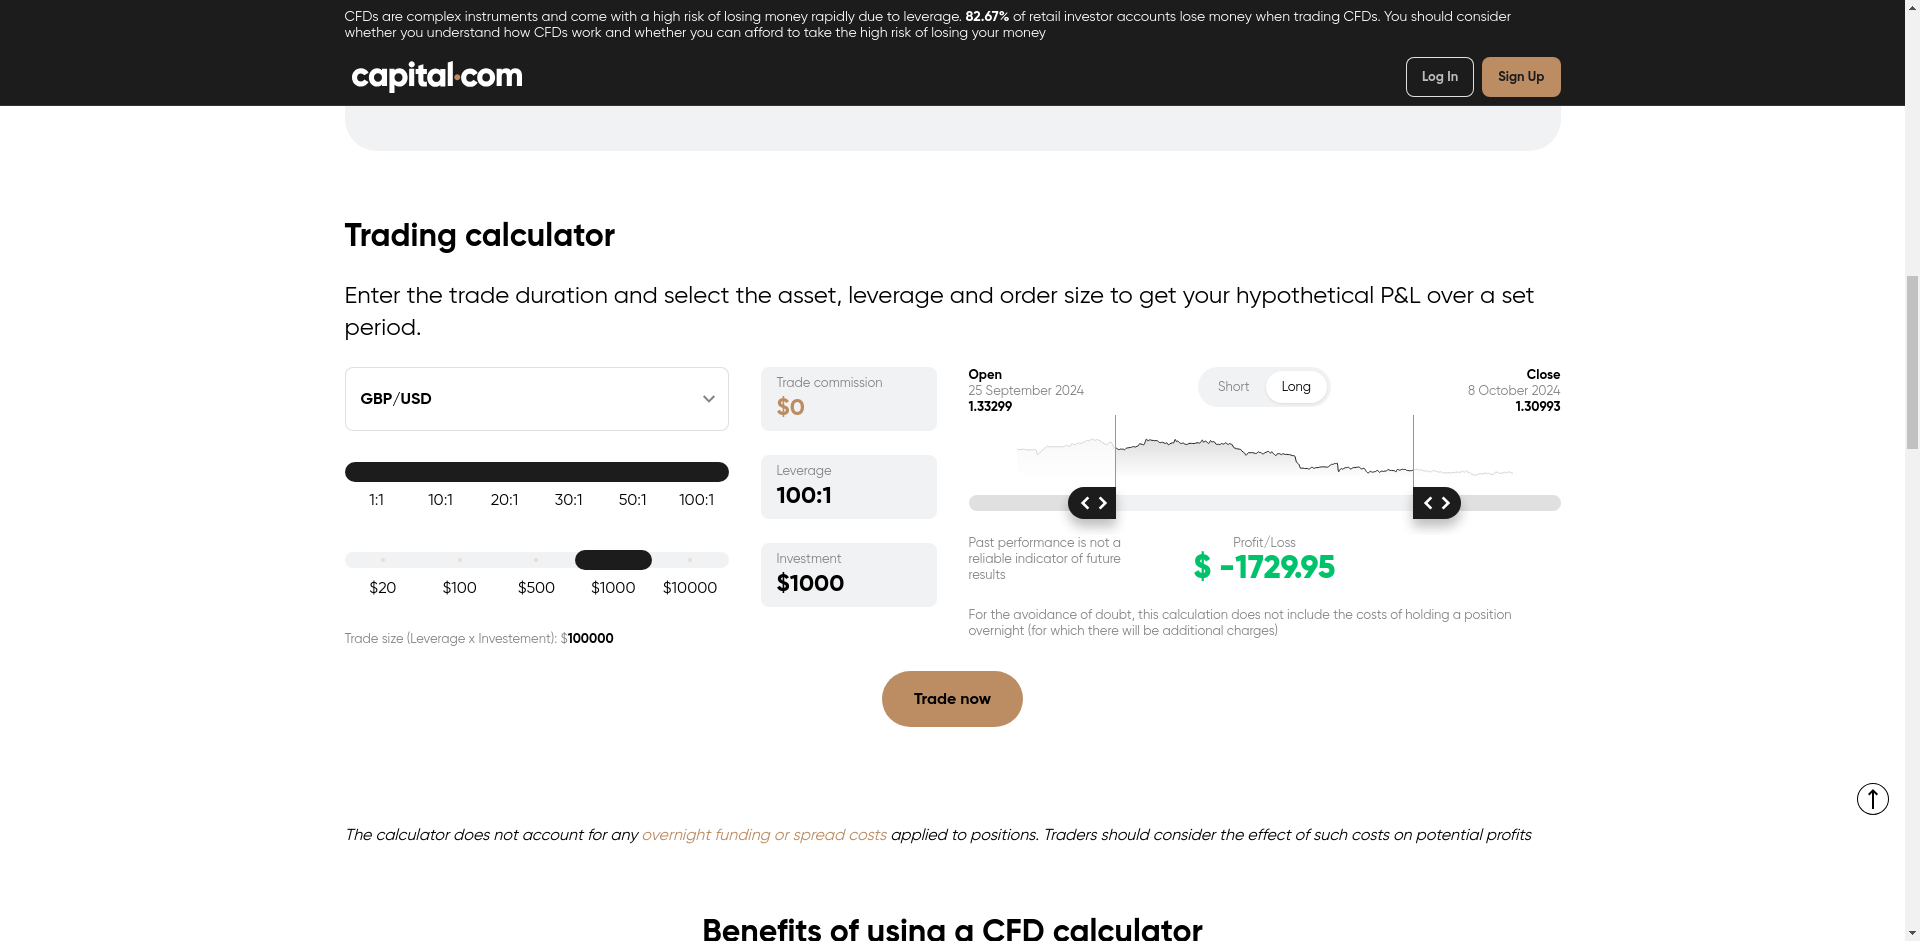 CFDs are complex instruments and come with a high risk of losing money rapidly due to leverage. 82.67% of retail investor accounts lose money when trading CFDs. You should consider
whether you understand how CFDs work and whether you can afford to take the high risk of losing your money
capital.com
Log In
Sign Up
Trading calculator
Enter the trade duration and select the asset, leverage and order size to get your hypothetical P&L over a set
period.
GBP/USD
1:1 10:1 20:1 30:1 50:1 100:1
$20 $100 $500 $1000 $10000
Trade size (Leverage x Investement): $100000
Trade commission
$0
Leverage
100:1
Investment
$1000
Open
25 September 2024
1.33299
Short Long
Close
8 October 2024
1.30993
Past performance is not a
reliable indicator of future
results
Profit/Loss
$ -1729.95
For the avoidance of doubt, this calculation does not include the costs of holding a position
overnight (for which there will be additional charges)
Trade now
The calculator does not account for any overnight funding or spread costs applied to positions. Traders should consider the effect of such costs on potential profits
Benefits of using a CFD calculator